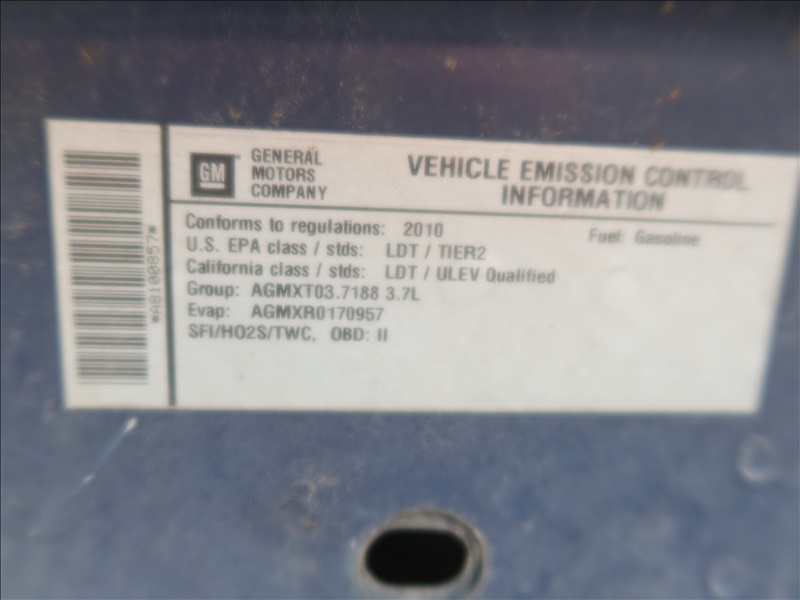 GM
GENERAL
MOTORS
COMPANY
VEHICLE EMISSION CONTROL
INFORMATION
Conforms to regulations: 2010
Fuel: Gasoline
U.S. EPA class / stds: LDT / TIER2
California class / stds: LDT / ULEV Qualified
Group: AGMXT03.7188 3.7L
Evap: AGMXR0170957
SFI/HO2S/TWC, OBD: II
*A8100857*